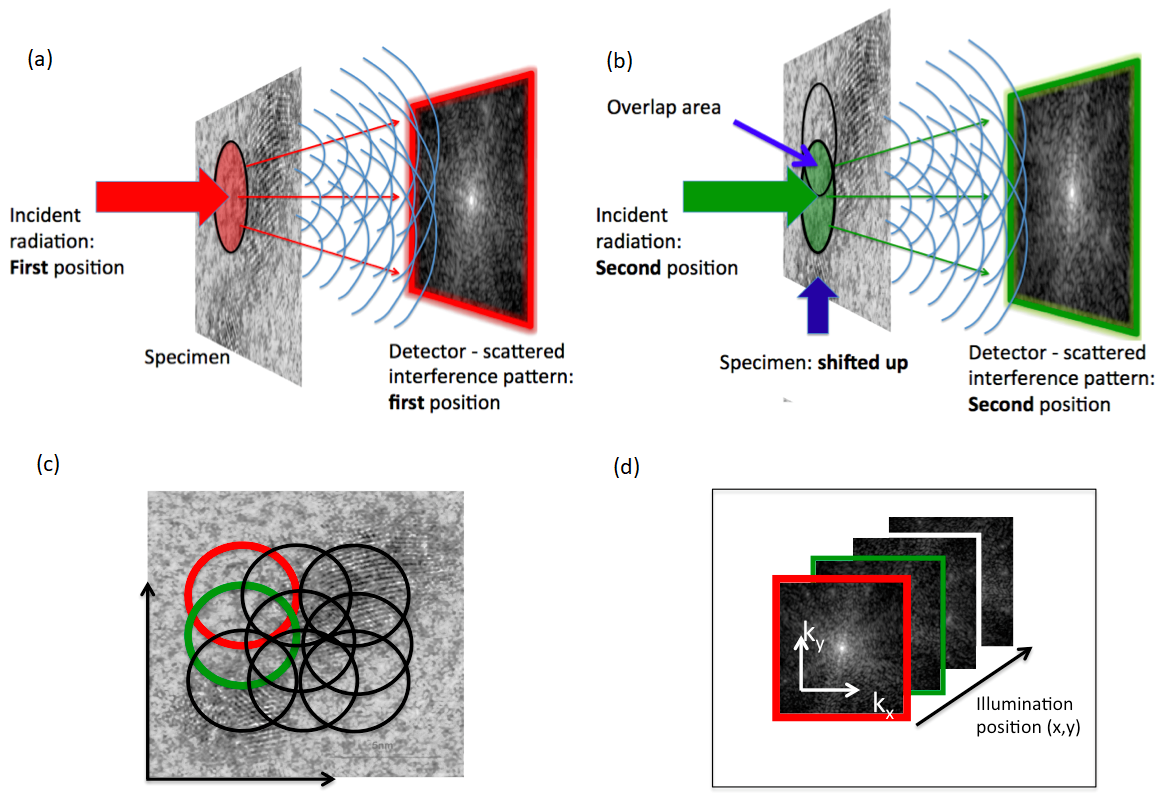 (a)
Incident
radiation:
First position
Specimen
Detector - scattered
interference pattern:
first position
(b)
Overlap area
Incident
radiation:
Second position
Specimen: shifted up
Detector - scattered
interference pattern:
Second position
(c)
5nm
(d)
ky
kx
Illumination
position (x,y)